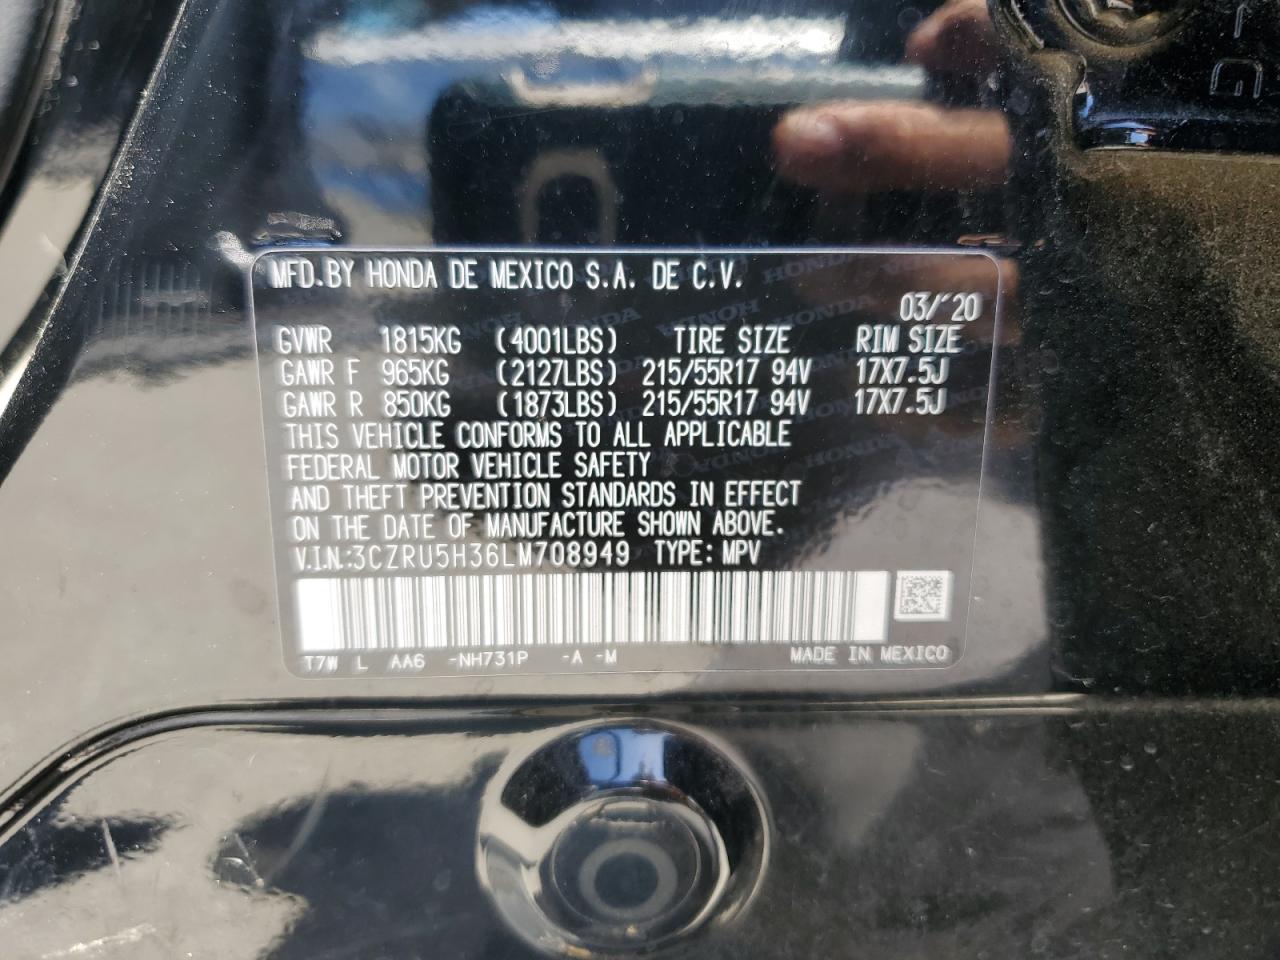 MFD.BY HONDA DE MEXICO S.A. DE C.V.
03/'20
GVWR 1815KG (4001LBS) TIRE SIZE RIM SIZE
GAWR F 965KG (2127LBS) 215/55R17 94V 17X7.5J
GAWR R 850KG (1873LBS) 215/55R17 94V 17X7.5J
THIS VEHICLE CONFORMS TO ALL APPLICABLE
FEDERAL MOTOR VEHICLE SAFETY
AND THEFT PREVENTION STANDARDS IN EFFECT
ON THE DATE OF MANUFACTURE SHOWN ABOVE.
V.IN:3CZRU5H36LM708949 TYPE: MPV
T7W L AA6 -NH731P -A -M MADE IN MEXICO